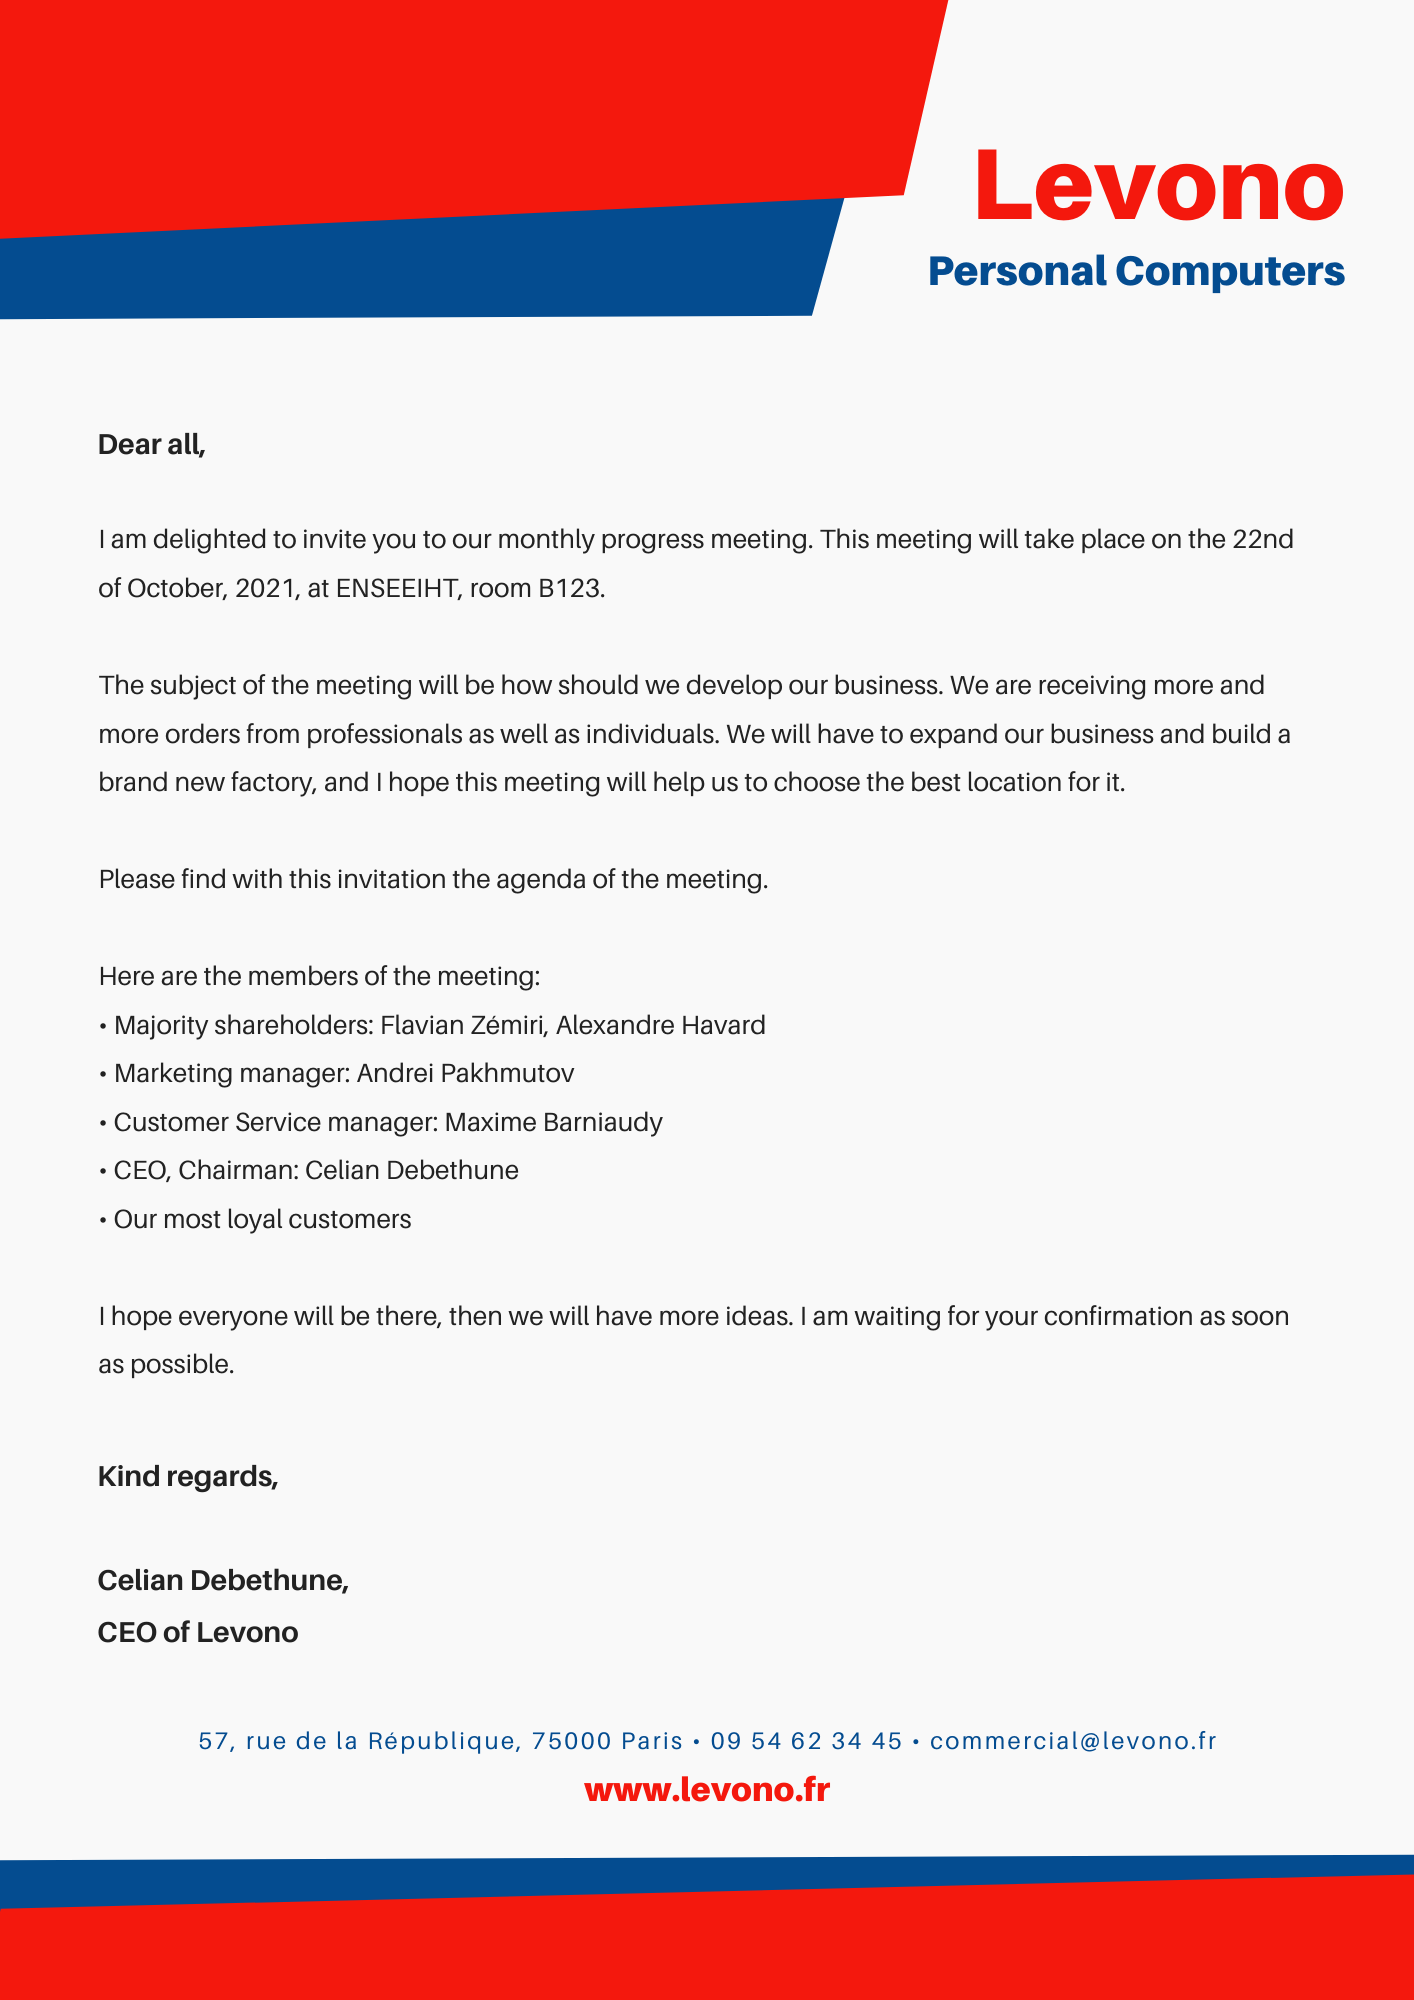 Levono
Personal Computers
Dear all,
I am delighted to invite you to our monthly progress meeting. This meeting will take place on the 22nd
of October, 2021, at ENSEEIHT, room B123.
The subject of the meeting will be how should we develop our business. We are receiving more and
more orders from professionals as well as individuals. We will have to expand our business and build a
brand new factory, and I hope this meeting will help us to choose the best location for it.
Please find with this invitation the agenda of the meeting.
Here are the members of the meeting:
• Majority shareholders: Flavian Zémiri, Alexandre Havard
• Marketing manager: Andrei Pakhmutov
• Customer Service manager: Maxime Barniaudy
• CEO, Chairman: Celian Debethune
• Our most loyal customers
I hope everyone will be there, then we will have more ideas. I am waiting for your confirmation as soon
as possible.
Kind regards,
Celian Debethune,
CEO of Levono
57, rue de la République, 75000 Paris • 09 54 62 34 45 • commercial@levono.fr
www.levono.fr